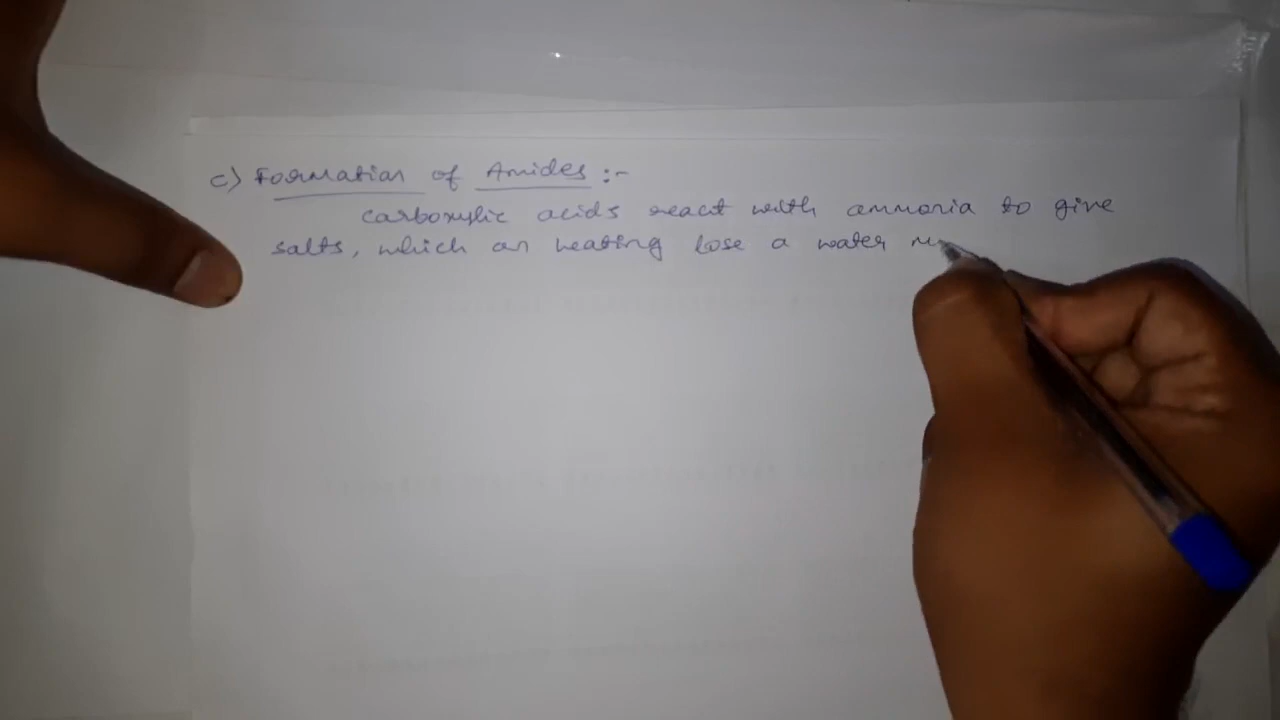 c) Formation of Amides :-
carboxylic acids react with ammonia to give
salts, which on heating lose a water